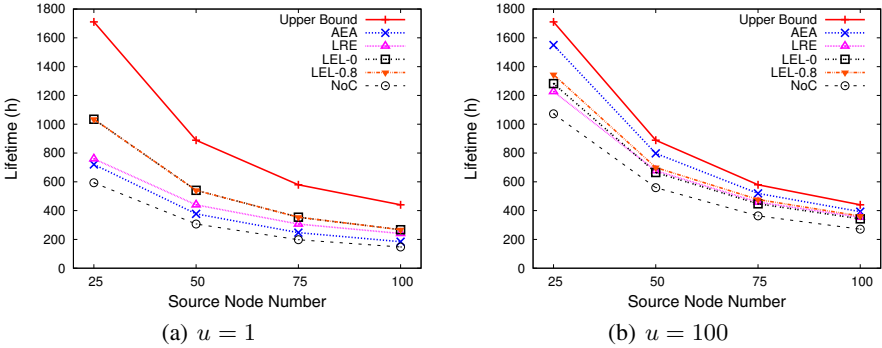 1800
1600
1400
1200
1000
800
600
400
200
0
Lifetime (h)
25
50
75
100
Source Node Number
Upper Bound
AEA
LRE
LEL-0
LEL-0.8
NoC
(a) u = 1
1800
1600
1400
1200
1000
800
600
400
200
0
Lifetime (h)
25
50
75
100
Source Node Number
Upper Bound
AEA
LRE
LEL-0
LEL-0.8
NoC
(b) u = 100